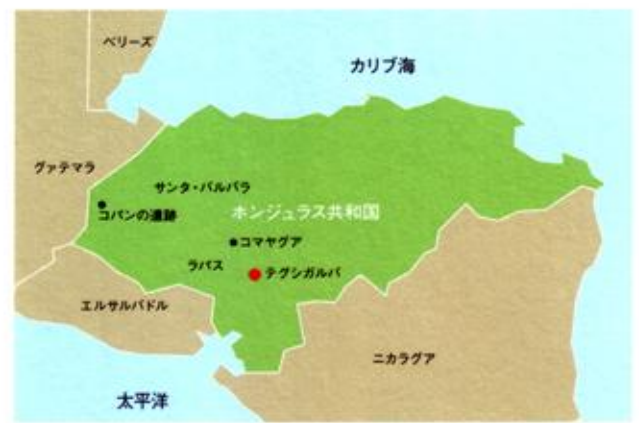 ベリーズ
カリブ海
グァテマラ
サンタ・バルバラ
コパンの遺跡
ホンジュラス共和国
コマヤグア
ラパス
テグシガルパ
エルサルバドル
ニカラグア
太平洋